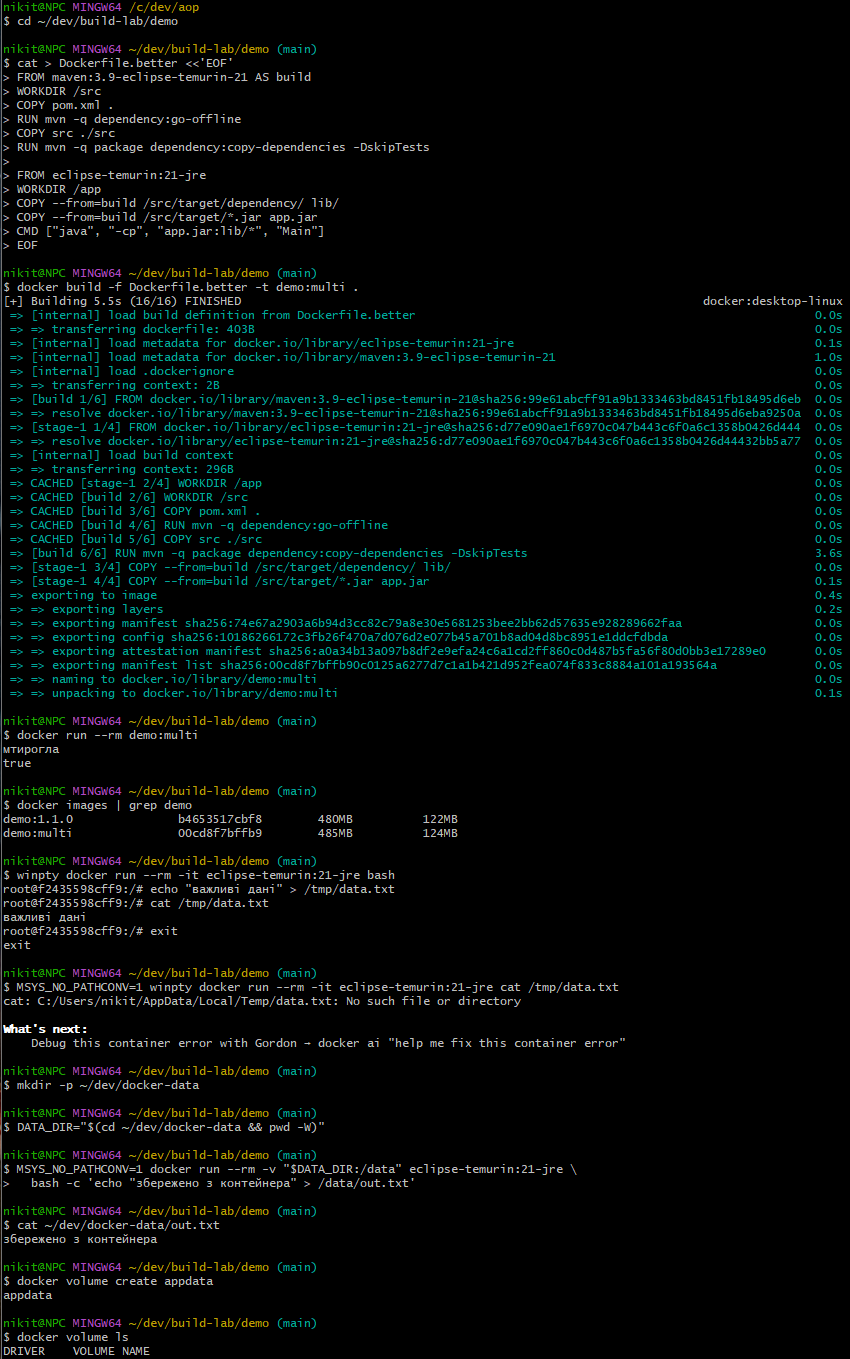 nikit@NPC MINGW64 /c/dev/aop
$ cd ~/dev/build-lab/demo

nikit@NPC MINGW64 ~/dev/build-lab/demo (main)
$ cat > Dockerfile.better <<'EOF'
> FROM maven:3.9-eclipse-temurin-21 AS build
> WORKDIR /src
> COPY pom.xml .
> RUN mvn -q dependency:go-offline
> COPY src ./src
> RUN mvn -q package dependency:copy-dependencies -DskipTests
>
> FROM eclipse-temurin:21-jre
> WORKDIR /app
> COPY --from=build /src/target/dependency/ lib/
> COPY --from=build /src/target/*.jar app.jar
> CMD ["java", "-cp", "app.jar:lib/*", "Main"]
> EOF

nikit@NPC MINGW64 ~/dev/build-lab/demo (main)
$ docker build -f Dockerfile.better -t demo:multi .
[+] Building 5.5s (16/16) FINISHED docker:desktop-linux
=> [internal] load build definition from Dockerfile.better 0.0s
=> => transferring dockerfile: 403B 0.0s
=> [internal] load metadata for docker.io/library/eclipse-temurin:21-jre 0.1s
=> [internal] load metadata for docker.io/library/maven:3.9-eclipse-temurin-21 1.0s
=> [internal] load .dockerignore 0.0s
=> => transferring context: 2B 0.0s
=> [build 1/6] FROM docker.io/library/maven:3.9-eclipse-temurin-21@sha256:99e61abcff91a9b1333463bd8451fb18495d6eb 0.0s
=> => resolve docker.io/library/maven:3.9-eclipse-temurin-21@sha256:99e61abcff91a9b1333463bd8451fb18495d6eba9250a 0.0s
=> [stage-1 1/4] FROM docker.io/library/eclipse-temurin:21-jre@sha256:d77e090ae1f6970c047b443c6f0a6c1358b0426d444 0.0s
=> => resolve docker.io/library/eclipse-temurin:21-jre@sha256:d77e090ae1f6970c047b443c6f0a6c1358b0426d44432bb5a77 0.0s
=> [internal] load build context 0.0s
=> => transferring context: 296B 0.0s
=> CACHED [stage-1 2/4] WORKDIR /app 0.0s
=> CACHED [build 2/6] WORKDIR /src 0.0s
=> CACHED [build 3/6] COPY pom.xml . 0.0s
=> CACHED [build 4/6] RUN mvn -q dependency:go-offline 0.0s
=> CACHED [build 5/6] COPY src ./src 0.0s
=> [build 6/6] RUN mvn -q package dependency:copy-dependencies -DskipTests 3.6s
=> [stage-1 3/4] COPY --from=build /src/target/dependency/ lib/ 0.0s
=> [stage-1 4/4] COPY --from=build /src/target/*.jar app.jar 0.1s
=> exporting to image 0.4s
=> => exporting layers 0.2s
=> => exporting manifest sha256:74e67a2903a6b94d3cc82c79a8e30e5681253bee2bb62d57635e928289662faa 0.0s
=> => exporting config sha256:10186266172c3fb26f470a7d076d2e077b45a701b8ad04d8bc8951e1ddcfdbda 0.0s
=> => exporting attestation manifest sha256:a0a34b13a097b8df2e9efa24c6a1cd2ff860c0d487b5fa56f80d0bb3e17289e0 0.0s
=> => exporting manifest list sha256:00cd8f7bffb90c0125a6277d7c1a1b421d952fea074f833c8884a101a193564a 0.0s
=> => naming to docker.io/library/demo:multi 0.0s
=> => unpacking to docker.io/library/demo:multi 0.1s

nikit@NPC MINGW64 ~/dev/build-lab/demo (main)
$ docker run --rm demo:multi
мтирогла
true

nikit@NPC MINGW64 ~/dev/build-lab/demo (main)
$ docker images | grep demo
demo:1.1.0 b4653517cbf8 480MB 122MB
demo:multi 00cd8f7bffb9 485MB 124MB

nikit@NPC MINGW64 ~/dev/build-lab/demo (main)
$ winpty docker run --rm -it eclipse-temurin:21-jre bash
root@f2435598cff9:/# echo "важливі дані" > /tmp/data.txt
root@f2435598cff9:/# cat /tmp/data.txt
важливі дані
root@f2435598cff9:/# exit
exit

nikit@NPC MINGW64 ~/dev/build-lab/demo (main)
$ MSYS_NO_PATHCONV=1 winpty docker run --rm -it eclipse-temurin:21-jre cat /tmp/data.txt
cat: C:/Users/nikit/AppData/Local/Temp/data.txt: No such file or directory

What's next:
Debug this container error with Gordon → docker ai "help me fix this container error"

nikit@NPC MINGW64 ~/dev/build-lab/demo (main)
$ mkdir -p ~/dev/docker-data

nikit@NPC MINGW64 ~/dev/build-lab/demo (main)
$ DATA_DIR="$(cd ~/dev/docker-data && pwd -W)"

nikit@NPC MINGW64 ~/dev/build-lab/demo (main)
$ MSYS_NO_PATHCONV=1 docker run --rm -v "$DATA_DIR:/data" eclipse-temurin:21-jre \
> bash -c 'echo "збережено з контейнера" > /data/out.txt'

nikit@NPC MINGW64 ~/dev/build-lab/demo (main)
$ cat ~/dev/docker-data/out.txt
збережено з контейнера

nikit@NPC MINGW64 ~/dev/build-lab/demo (main)
$ docker volume create appdata
appdata

nikit@NPC MINGW64 ~/dev/build-lab/demo (main)
$ docker volume ls
DRIVER VOLUME NAME